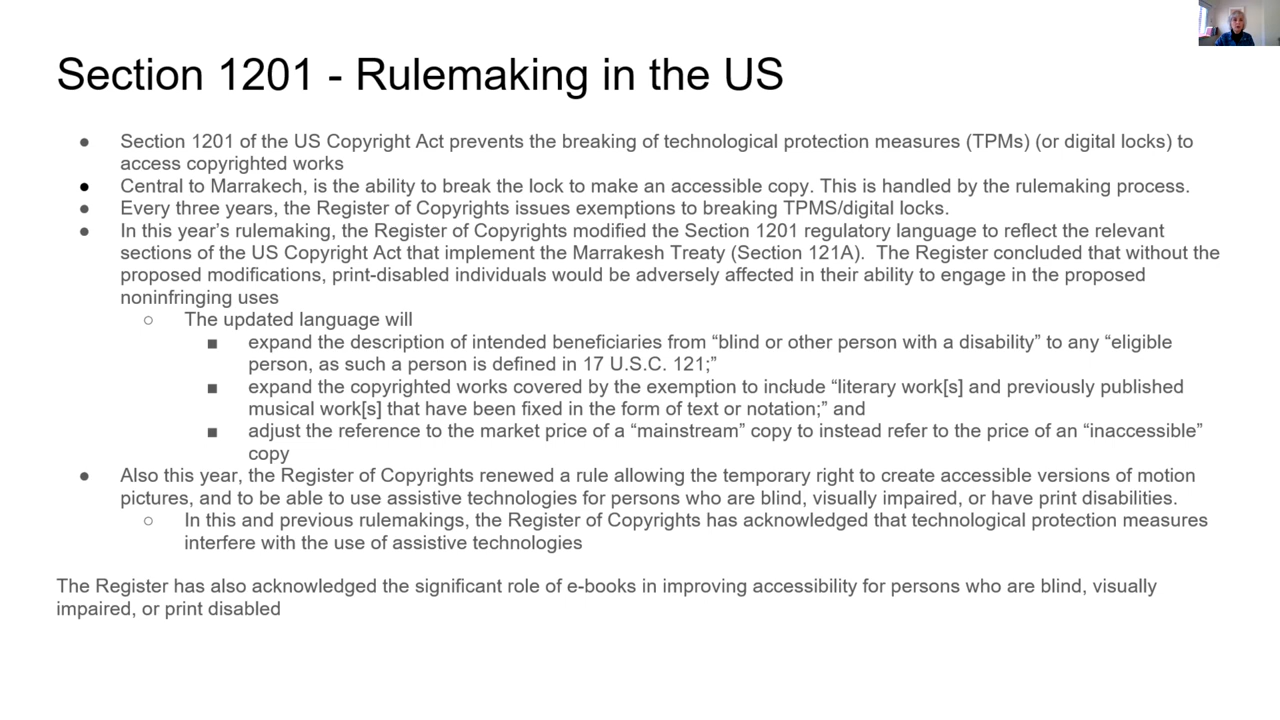 Section 1201 - Rulemaking in the US
● Section 1201 of the US Copyright Act prevents the breaking of technological protection measures (TPMs) (or digital locks) to
access copyrighted works
● Central to Marrakech, is the ability to break the lock to make an accessible copy. This is handled by the rulemaking process.
● Every three years, the Register of Copyrights issues exemptions to breaking TPMS/digital locks.
● In this year's rulemaking, the Register of Copyrights modified the Section 1201 regulatory language to reflect the relevant
sections of the US Copyright Act that implement the Marrakesh Treaty (Section 121A). The Register concluded that without the
proposed modifications, print-disabled individuals would be adversely affected in their ability to engage in the proposed
noninfringing uses
○ The updated language will
■ expand the description of intended beneficiaries from “blind or other person with a disability” to any “eligible
person, as such a person is defined in 17 U.S.C. 121;”
■ expand the copyrighted works covered by the exemption to include “literary work[s] and previously published
musical work[s] that have been fixed in the form of text or notation;” and
■ adjust the reference to the market price of a “mainstream” copy to instead refer to the price of an “inaccessible”
copy
● Also this year, the Register of Copyrights renewed a rule allowing the temporary right to create accessible versions of motion
pictures, and to be able to use assistive technologies for persons who are blind, visually impaired, or have print disabilities.
○ In this and previous rulemakings, the Register of Copyrights has acknowledged that technological protection measures
interfere with the use of assistive technologies
The Register has also acknowledged the significant role of e-books in improving accessibility for persons who are blind, visually
impaired, or print disabled